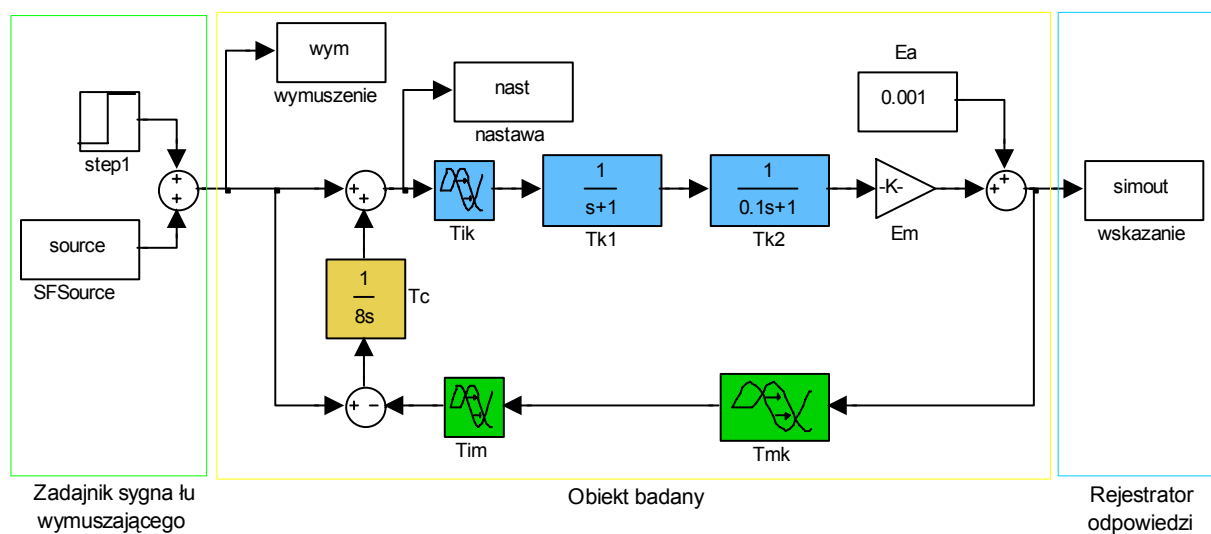 wym
wymuszenie
nast
nastawa
Ea
0.001
step1
+
+
source
SFSource
+
+
Tik
1
s+1
Tk1
1
0.1s+1
Tk2
-K-
Em
+
+
simout
wskazanie
1
8s
Tc
+
−
Tim
Tmk
Zadajnik sygna łu
wymuszającego
Obiekt badany
Rejestrator
odpowiedzi